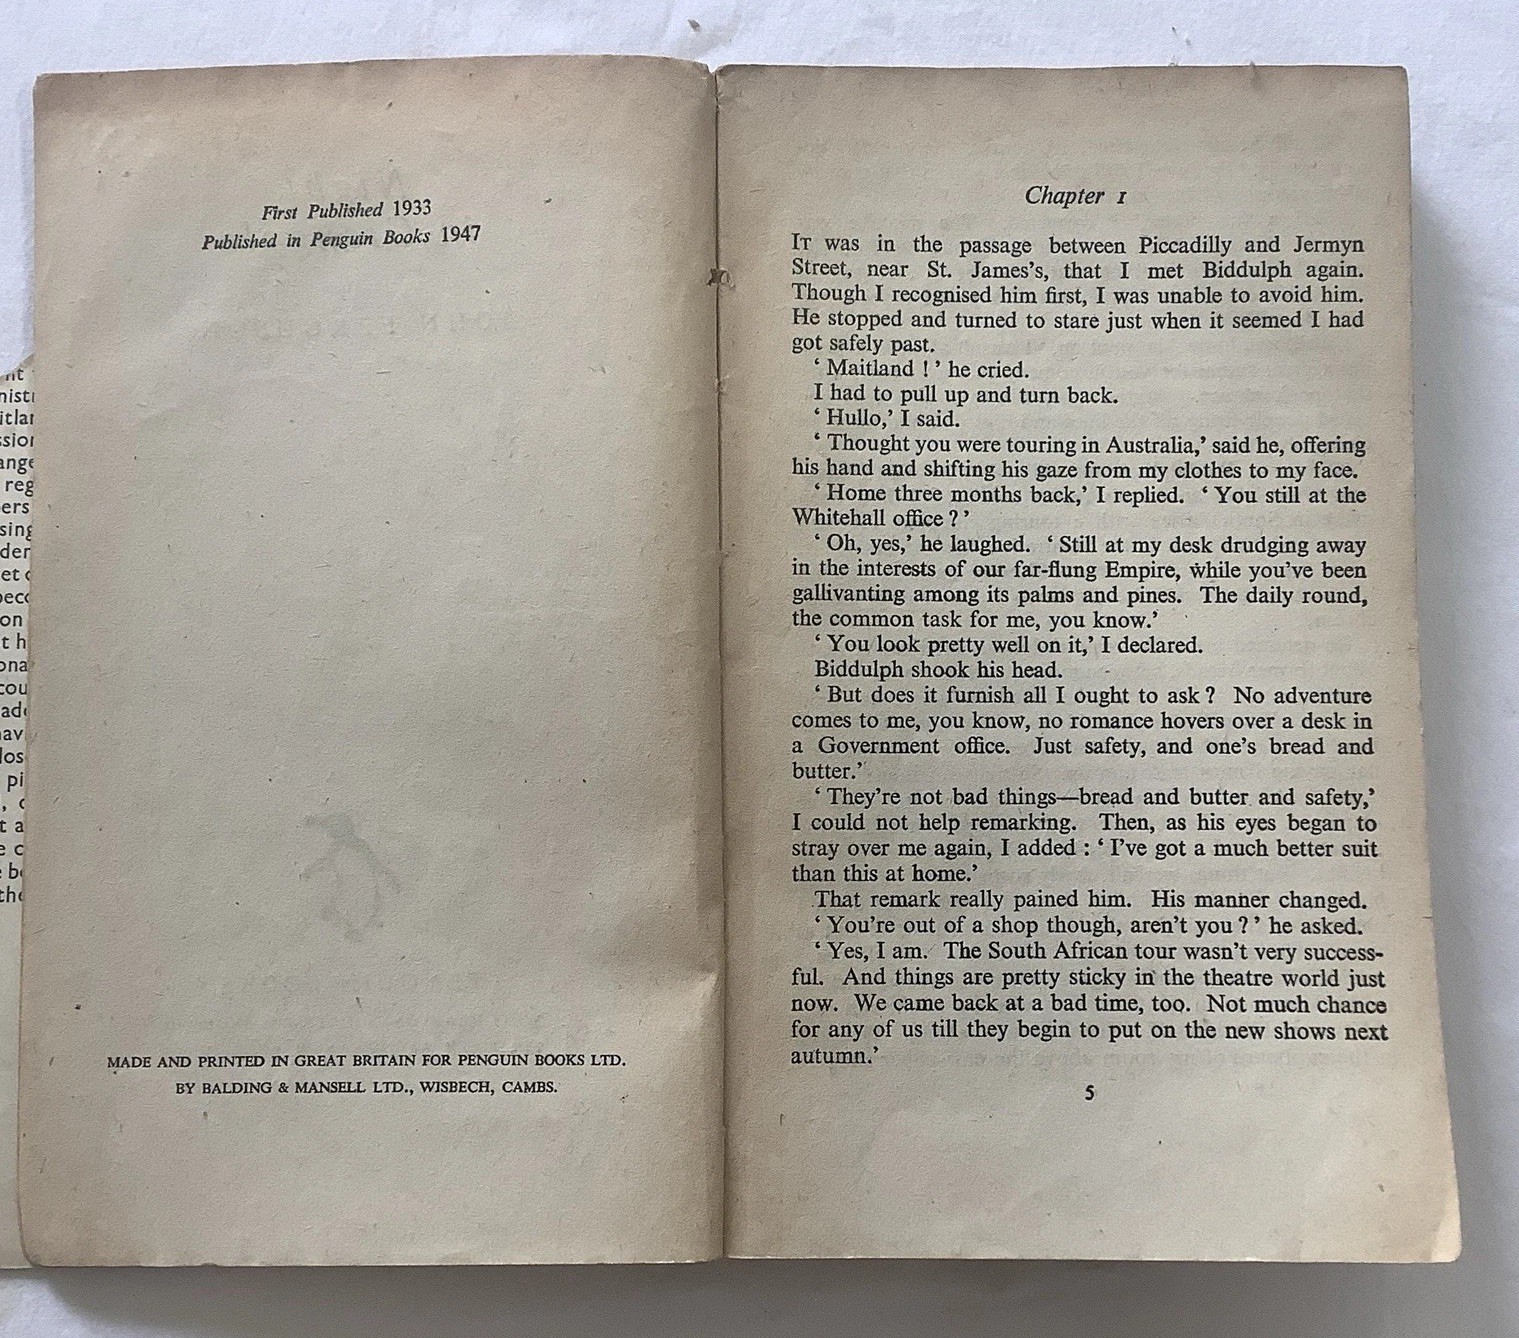 First Published 1933
Published in Penguin Books 1947
MADE AND PRINTED IN GREAT BRITAIN FOR PENGUIN BOOKS LTD.
BY BALDING & MANSELL LTD., WISBECH, CAMBS.
Chapter 1
IT was in the passage between Piccadilly and Jermyn
Street, near St. James's, that I met Biddulph again.
Though I recognised him first, I was unable to avoid him.
He stopped and turned to stare just when it seemed I had
got safely past.
‘ Maitland ! ’ he cried.
I had to pull up and turn back.
‘ Hullo,’ I said.
‘ Thought you were touring in Australia,’ said he, offering
his hand and shifting his gaze from my clothes to my face.
‘ Home three months back,’ I replied. ‘ You still at the
Whitehall office ? ’
‘ Oh, yes,’ he laughed. ‘ Still at my desk drudging away
in the interests of our far-flung Empire, while you've been
gallivanting among its palms and pines. The daily round,
the common task for me, you know.’
‘ You look pretty well on it,’ I declared.
Biddulph shook his head.
‘ But does it furnish all I ought to ask ? No adventure
comes to me, you know, no romance hovers over a desk in
a Government office. Just safety, and one's bread and
butter.’
‘ They're not bad things—bread and butter and safety,’
I could not help remarking. Then, as his eyes began to
stray over me again, I added : ‘ I've got a much better suit
than this at home.’
That remark really pained him. His manner changed.
‘ You're out of a shop though, aren't you ? ’ he asked.
‘ Yes, I am. The South African tour wasn't very success-
ful. And things are pretty sticky in the theatre world just
now. We came back at a bad time, too. Not much chance
for any of us till they begin to put on the new shows next
autumn.’
5